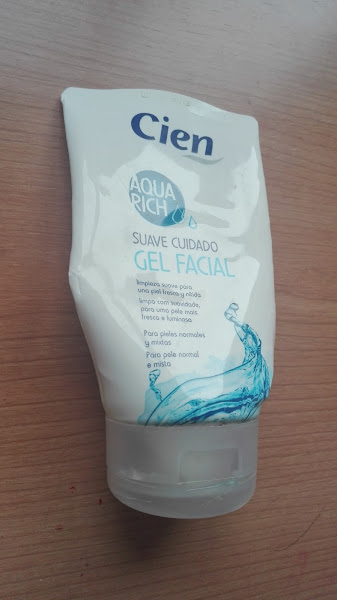 Cien
AQUA
RICH
SUAVE CUIDADO
GEL FACIAL
limpieza suave para
una piel fresca y nítida
limpa com suavidade,
para uma pele mais
fresca e luminosa
Para pieles normales
y mixtas
Para pele normal
e mista